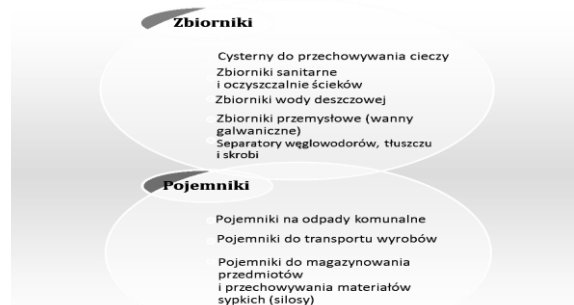 Zbiorniki
Cysterny do przechowywania cieczy
Zbiorniki sanitarne
i oczyszczalnie ścieków
Zbiorniki wody deszczowej
Zbiorniki przemysłowe (wanny
galwaniczne)
Separatory węglowodorów, tłuszczu
i skrobi
Pojemniki
Pojemniki na odpady komunalne
Pojemniki do transportu wyrobów
Pojemniki do magazynowania
przedmiotów
i przechowywania materiałów
sypkich (silosy)